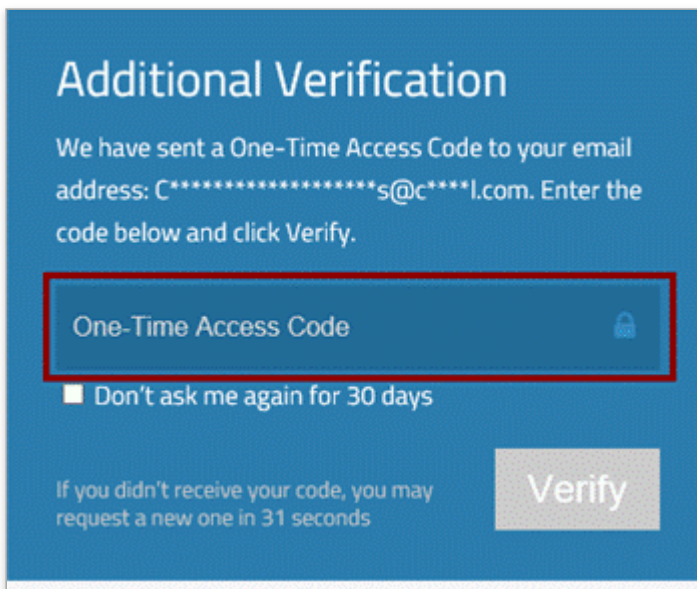 Additional Verification
We have sent a One-Time Access Code to your email
address: C*******************s@c****l.com. Enter the
code below and click Verify.
One-Time Access Code
Don't ask me again for 30 days
If you didn't receive your code, you may
request a new one in 31 seconds
Verify